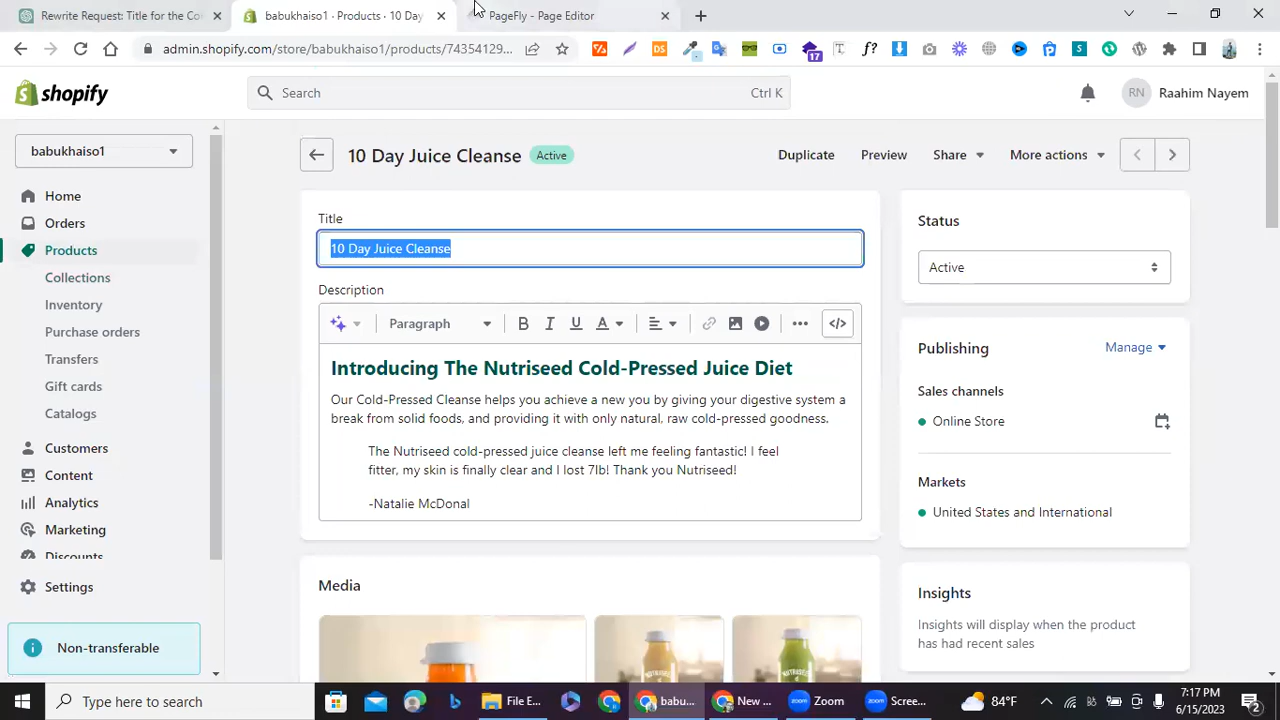 Rewrite Request: Title for the Co
babukhaiso1 · Products · 10 Day
PageFly - Page Editor
admin.shopify.com/store/babukhaiso1/products/74354129...
17
shopify
Search
Ctrl K
RN
Raahim Nayem
babukhaiso1
Home
Orders
Products
Collections
Inventory
Purchase orders
Transfers
Gift cards
Catalogs
Customers
Content
Analytics
Marketing
Discounts
Settings
Non-transferable
10 Day Juice Cleanse
Active
Duplicate
Preview
Share
More actions
Title
10 Day Juice Cleanse
Description
Paragraph
B I U A
</>
Introducing The Nutriseed Cold-Pressed Juice Diet
Our Cold-Pressed Cleanse helps you achieve a new you by giving your digestive system a
break from solid foods, and providing it with only natural, raw cold-pressed goodness.
The Nutriseed cold-pressed juice cleanse left me feeling fantastic! I feel
fitter, my skin is finally clear and I lost 7lb! Thank you Nutriseed!
-Natalie McDonal
Media
Status
Active
Publishing
Manage
Sales channels
Online Store
Markets
United States and International
Insights
Insights will display when the product
has had recent sales
Type here to search
File E...
babu...
New ...
Zoom
Scree...
84°F
7:17 PM
6/15/2023